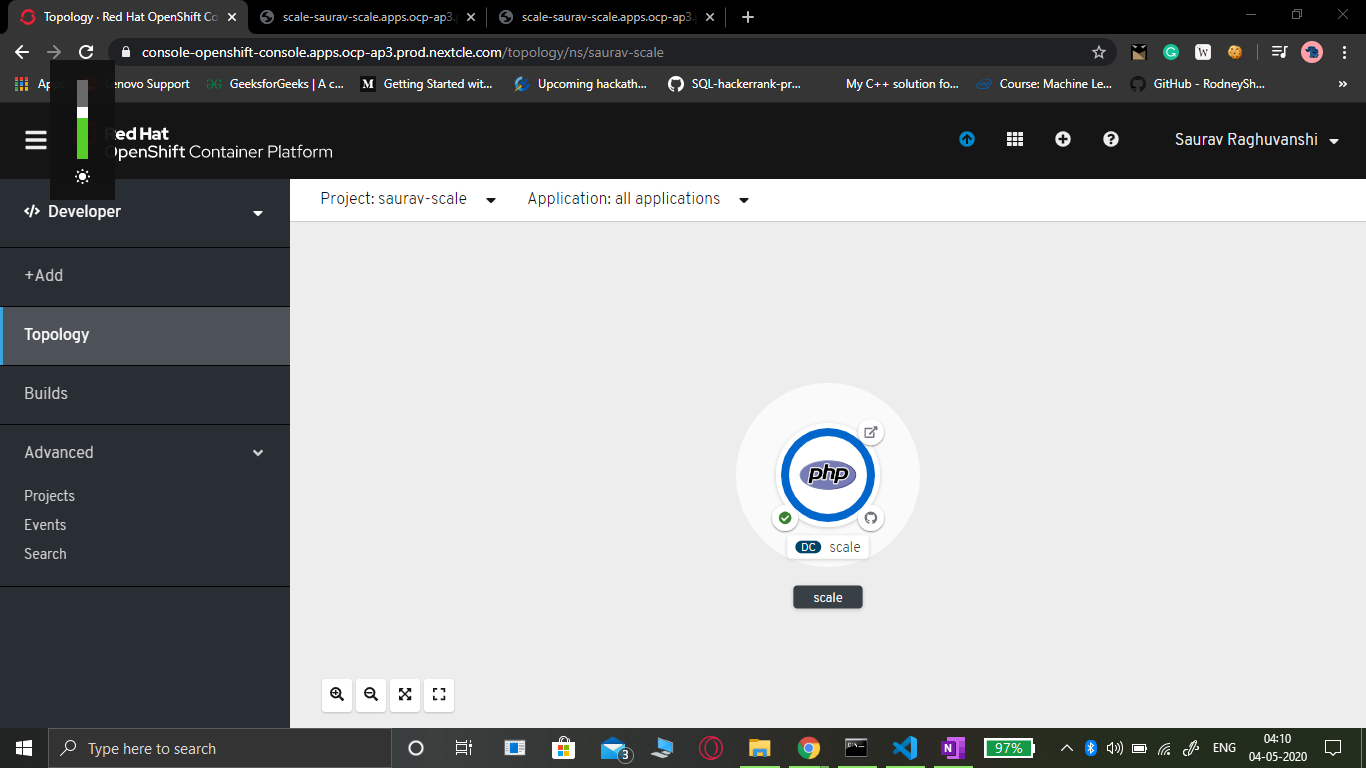 Topology · Red Hat OpenShift Co
scale-saurav-scale.apps.ocp-ap3.
scale-saurav-scale.apps.ocp-ap3.
console-openshift-console.apps.ocp-ap3.prod.nextcle.com/topology/ns/saurav-scale
W
Lenovo Support
GeeksforGeeks | A c...
M Getting Started wit...
Upcoming hackath...
SQL-hackerrank-pr...
My C++ solution fo...
Course: Machine Le...
GitHub - RodneySh...
»
Red Hat
OpenShift Container Platform
Saurav Raghuvanshi
Developer
Project: saurav-scale
Application: all applications
+Add
Topology
Builds
Advanced
Projects
Events
Search
php
DC scale
scale
Type here to search
3
97%
ENG
04:10
04-05-2020